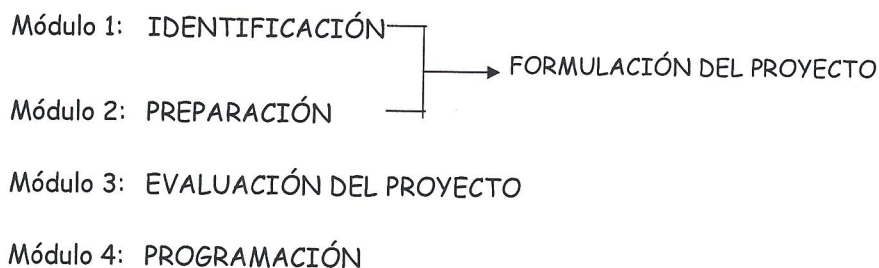 Módulo 1: IDENTIFICACIÓN
FORMULACIÓN DEL PROYECTO
Módulo 2: PREPARACIÓN
Módulo 3: EVALUACIÓN DEL PROYECTO
Módulo 4: PROGRAMACIÓN